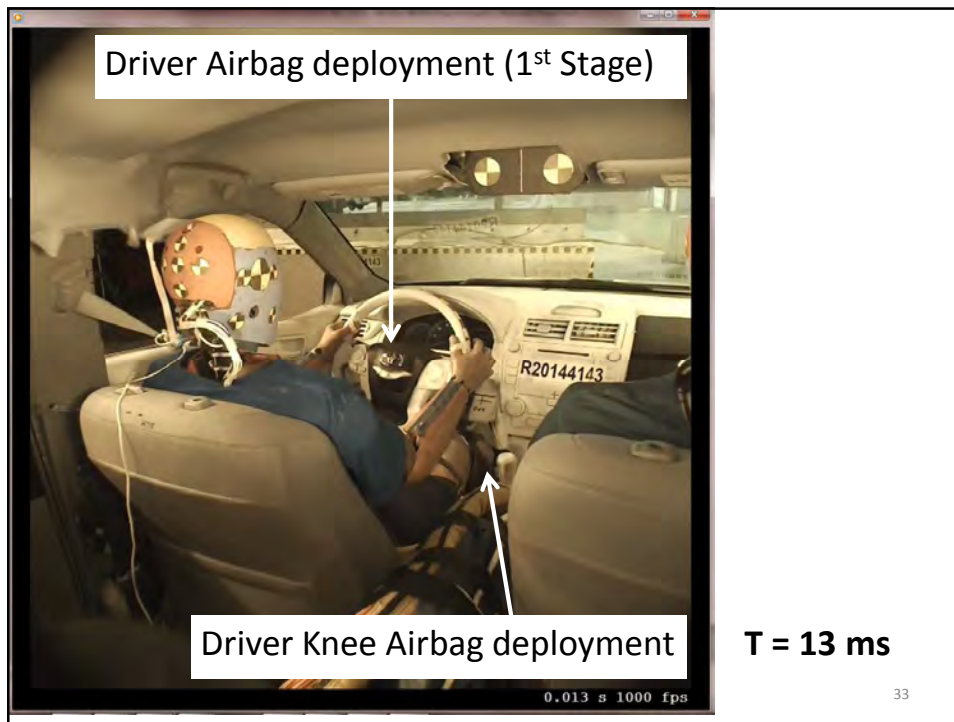 Driver Airbag deployment (1st Stage)
R20144143
Driver Knee Airbag deployment
T = 13 ms
0.013 s 1000 fps
33